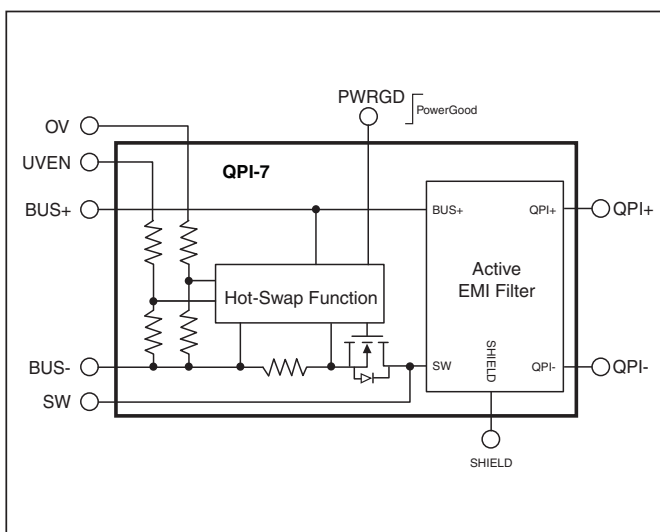 PWRGD
PowerGood
OV
UVEN
QPI-7
BUS+
BUS+
QPI+
QPI+
Active
EMI Filter
Hot-Swap Function
SHIELD
BUS-
SW
QPI-
QPI-
SW
SHIELD